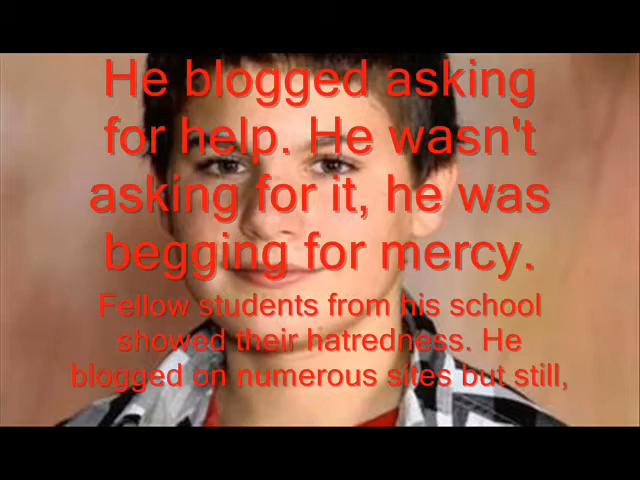 He blogged asking
for help. He wasn't
asking for it, he was
begging for mercy.
Fellow students from his school
showed their hatredness. He
blogged on numerous sites but still,